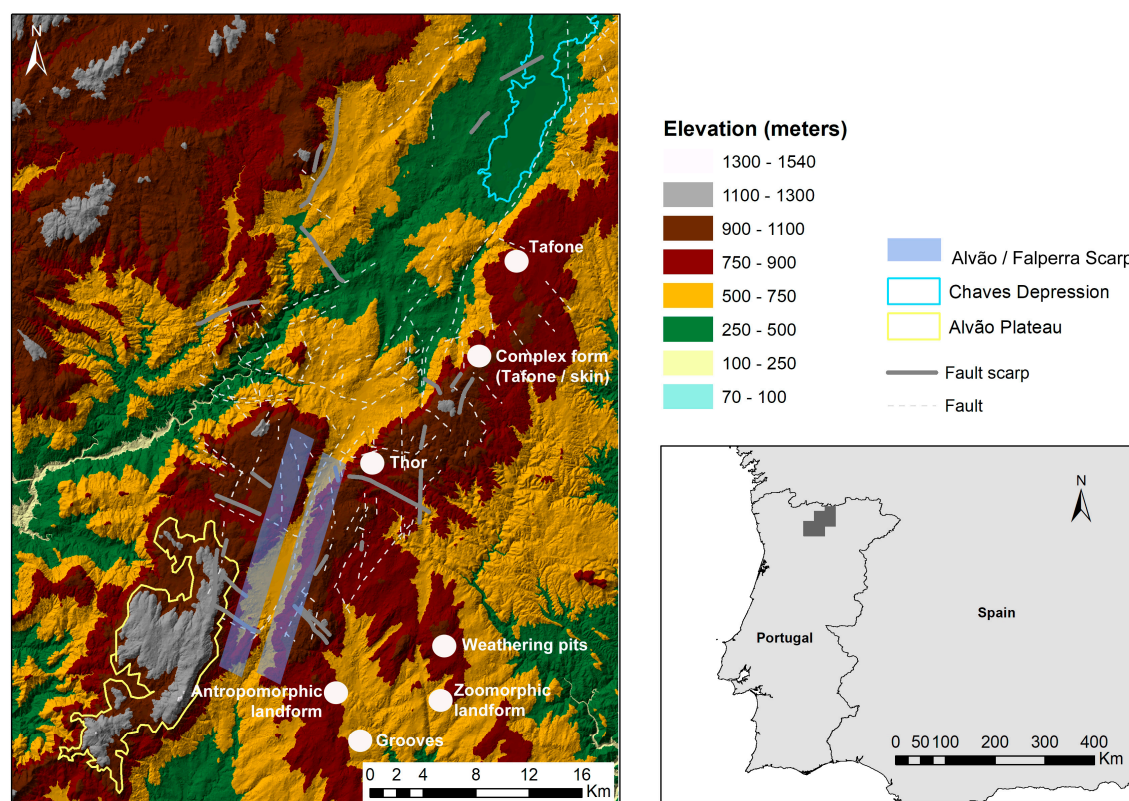 N
Tafone
Complex form
(Tafone / skin)
Thor
Weathering pits
Antropomorphic
landform
Zoomorphic
landform
Grooves
0 2 4 8 12 16
Km
Elevation (meters)
1300 - 1540
1100 - 1300
900 - 1100
750 - 900
500 - 750
250 - 500
100 - 250
70 - 100
Alvão / Falperra Scarp
Chaves Depression
Alvão Plateau
Fault scarp
Fault
N
Spain
Portugal
0 50 100 200 300 400
Km